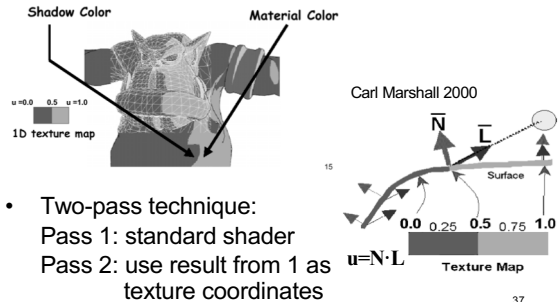 Shadow Color
Material Color
u=0.0 0.5 u=1.0
1D texture map
Carl Marshall 2000
N
L
15
Surface
0.0 0.25 0.5 0.75 1.0
u=N·L
Texture Map
• Two-pass technique:
Pass 1: standard shader
Pass 2: use result from 1 as
texture coordinates
37